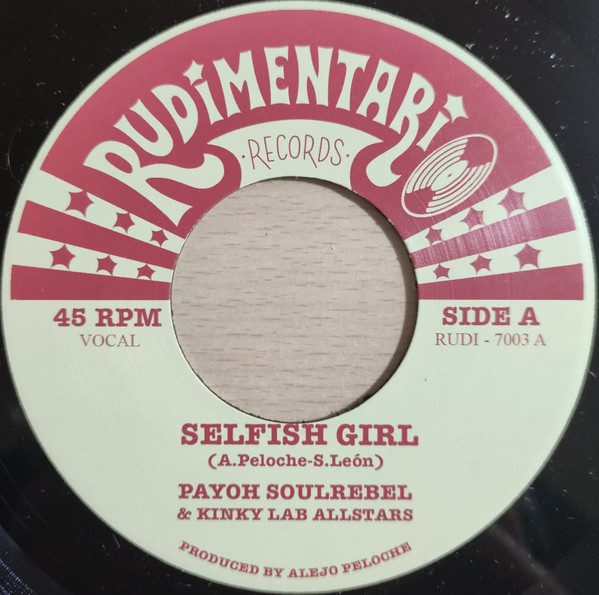 RUDiMENTARi
·RECORDS·
45 RPM
VOCAL
SIDE A
RUDI - 7003 A
SELFISH GIRL
(A.Peloche-S.León)
PAYOH SOULREBEL
& KINKY LAB ALLSTARS
PRODUCED BY ALEJO PELOCHE